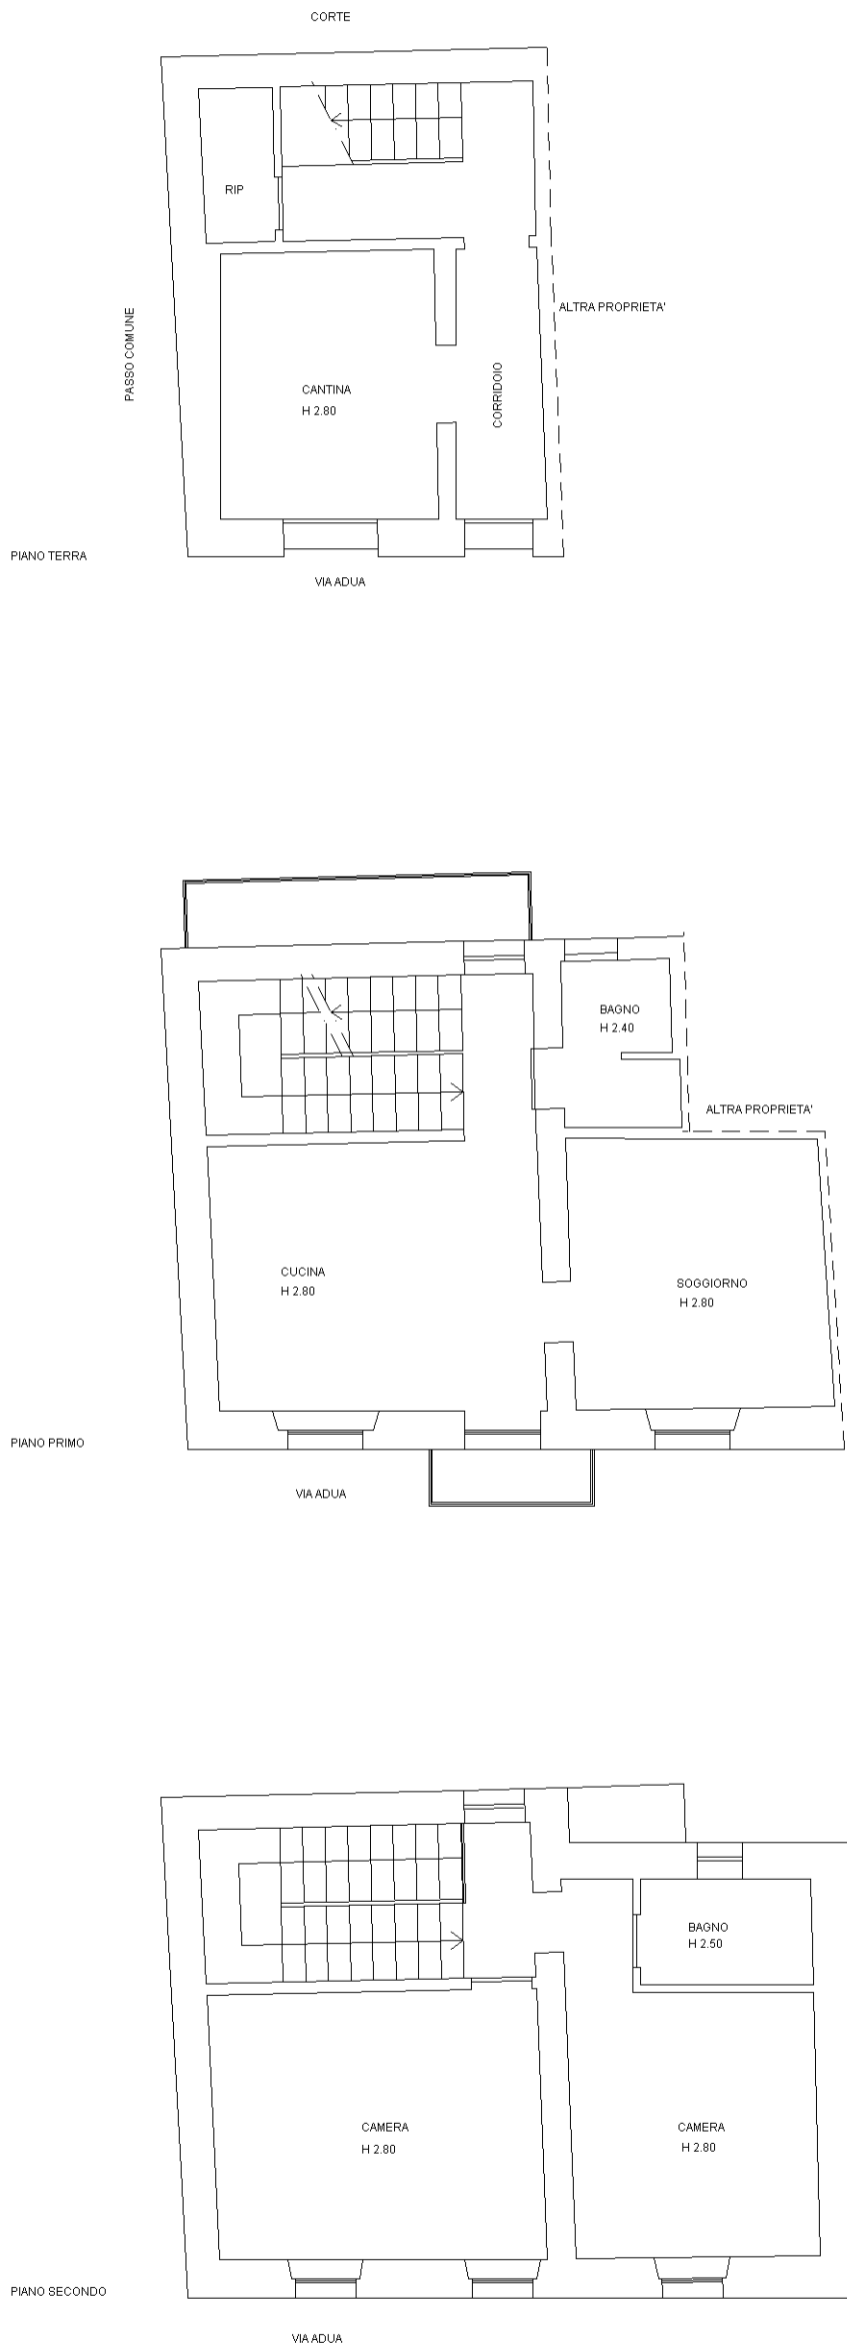 CORTE
RIP
ALTRA PROPRIETA'
PASSO COMUNE
CANTINA
H 2.80
CORRIDOIO
PIANO TERRA
VIA ADUA
BAGNO
H 2.40
ALTRA PROPRIETA'
CUCINA
H 2.80
SOGGIORNO
H 2.80
PIANO PRIMO
VIA ADUA
BAGNO
H 2.50
CAMERA
H 2.80
CAMERA
H 2.80
PIANO SECONDO
VIA ADUA